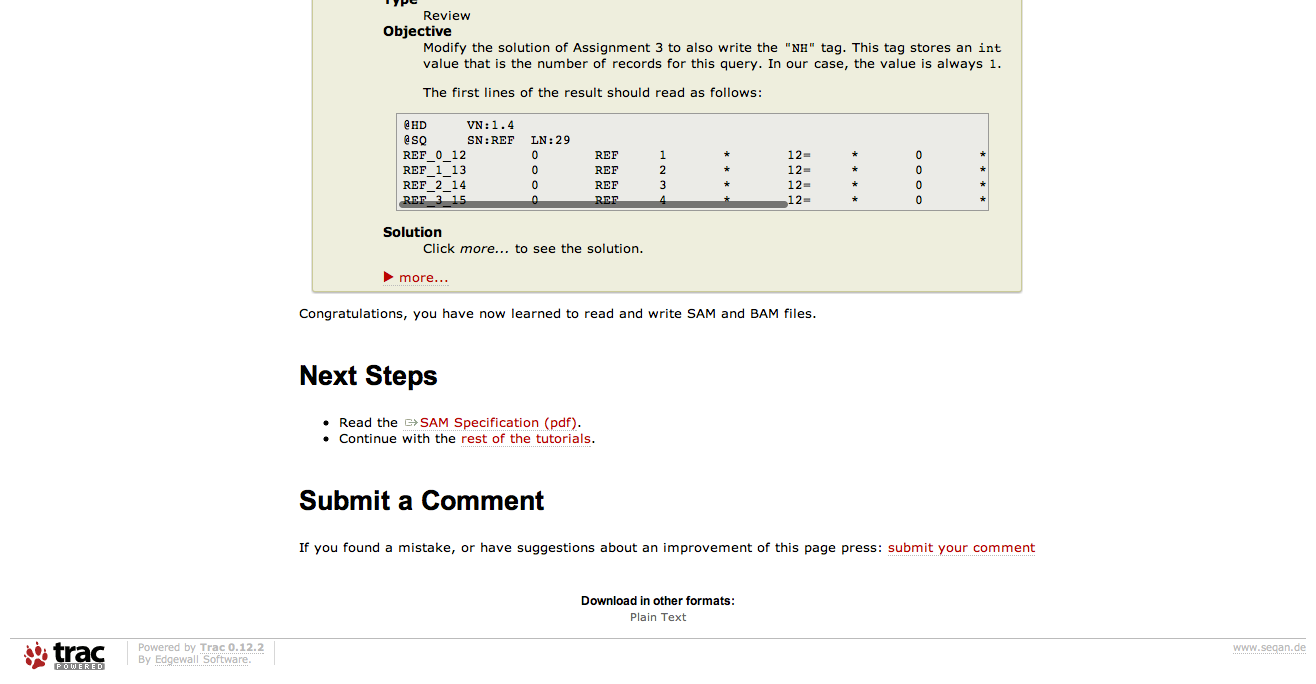 Type
Review
Objective
Modify the solution of Assignment 3 to also write the "NH" tag. This tag stores an int
value that is the number of records for this query. In our case, the value is always 1.
The first lines of the result should read as follows:
@HD VN:1.4
@SQ SN:REF LN:29
REF_0_12 0 REF 1 * 12= * 0 *
REF_1_13 0 REF 2 * 12= * 0 *
REF_2_14 0 REF 3 * 12= * 0 *
REF_3_15 0 REF 4 * 12= * 0 *
Solution
Click more... to see the solution.
more...
Congratulations, you have now learned to read and write SAM and BAM files.
Next Steps
• Read the SAM Specification (pdf).
• Continue with the rest of the tutorials.
Submit a Comment
If you found a mistake, or have suggestions about an improvement of this page press: submit your comment
Download in other formats:
Plain Text
trac
POWERED
Powered by Trac 0.12.2
By Edgewall Software.
www.seqan.de